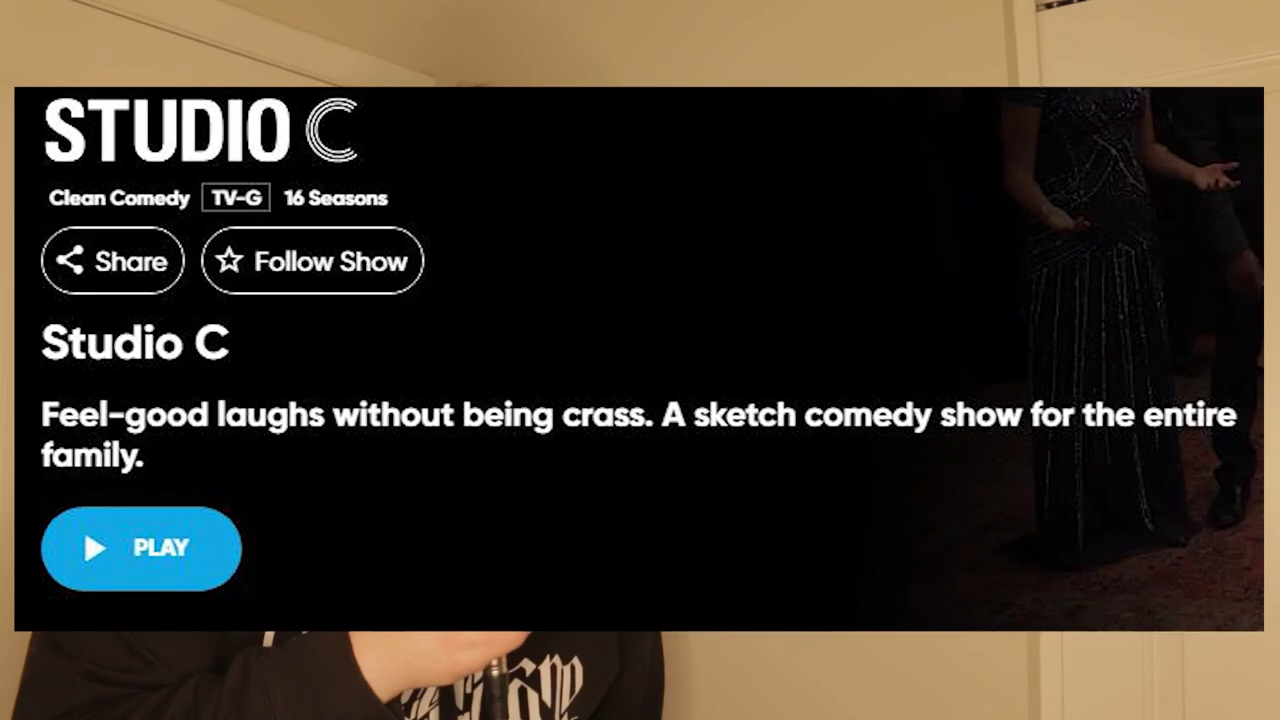 STUDIO C
Clean Comedy TV-G 16 Seasons
Share Follow Show
Studio C
Feel-good laughs without being crass. A sketch comedy show for the entire
family.
PLAY